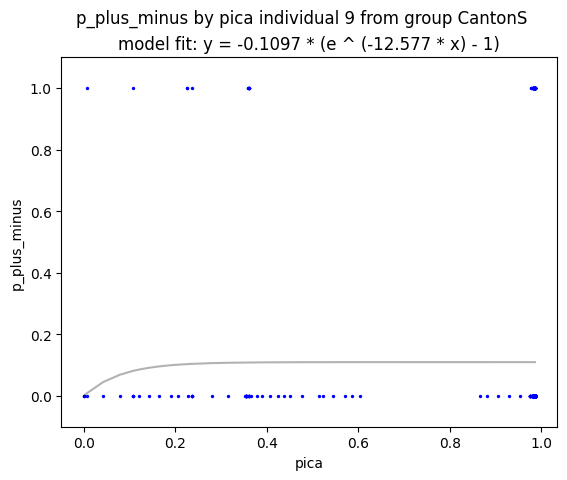 p_plus_minus by pica individual 9 from group CantonS
model fit: y = -0.1097 * (e ^ (-12.577 * x) - 1)
1.0
0.8
0.6
0.4
0.2
0.0
p_plus_minus
0.0 0.2 0.4 0.6 0.8 1.0
pica